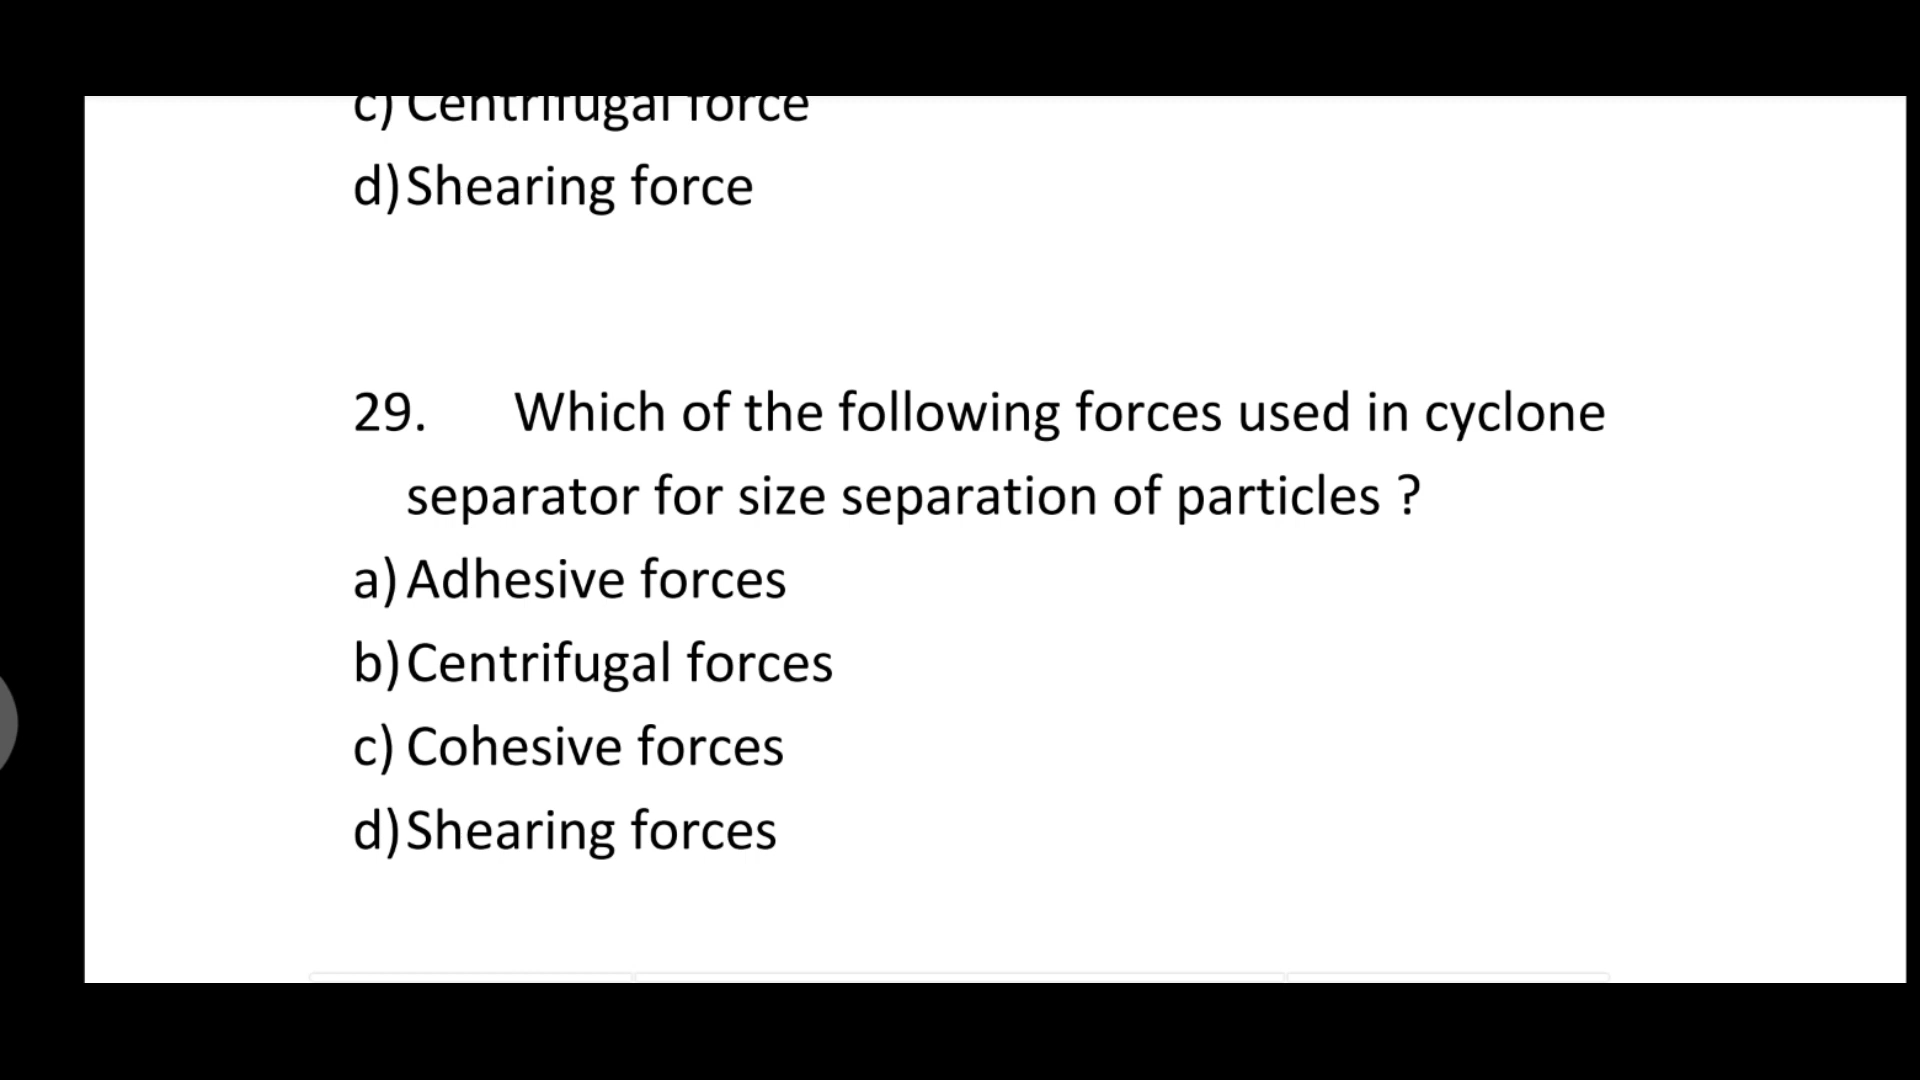 c) Centrifugal force
d) Shearing force
29. Which of the following forces used in cyclone
separator for size separation of particles ?
a) Adhesive forces
b) Centrifugal forces
c) Cohesive forces
d) Shearing forces